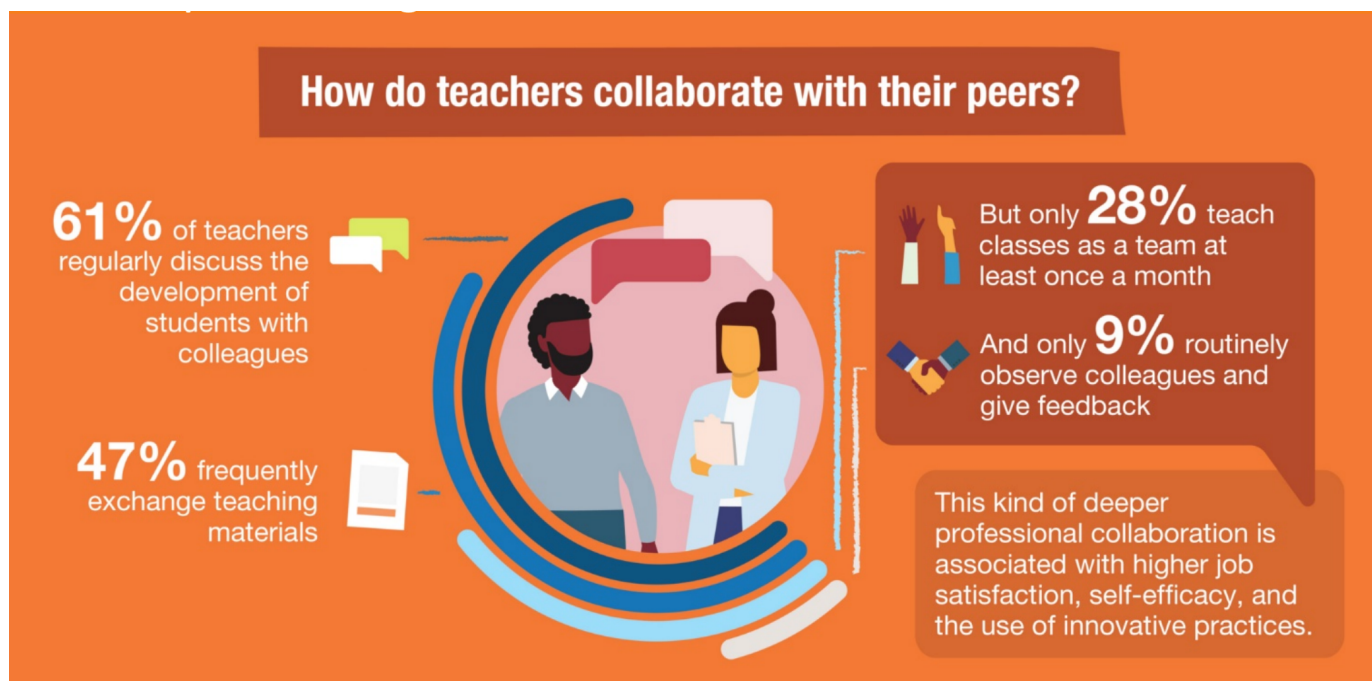 How do teachers collaborate with their peers?
61% of teachers
regularly discuss the
development of
students with
colleagues
47% frequently
exchange teaching
materials
But only 28% teach
classes as a team at
least once a month
And only 9% routinely
observe colleagues and
give feedback
This kind of deeper
professional collaboration is
associated with higher job
satisfaction, self-efficacy, and
the use of innovative practices.